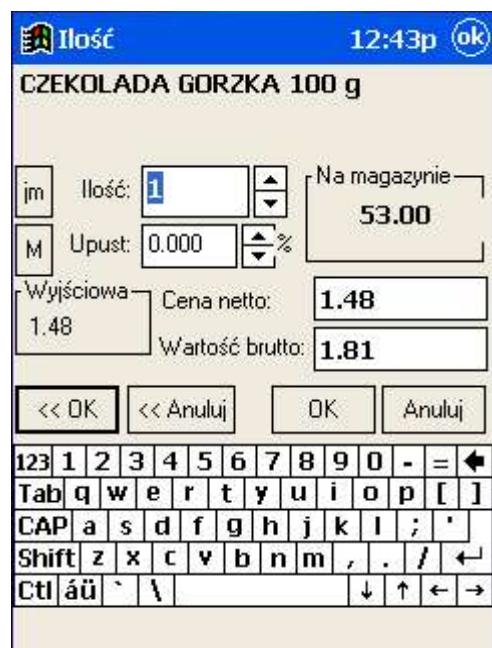 Ilość 12:43p ok
CZEKOLADA GORZKA 100 g
Na magazynie
jm Ilość: 1
53.00
M Upust: 0.000 %
Wyjściowa
Cena netto: 1.48
1.48
Wartość brutto: 1.81
<< OK << Anuluj OK Anuluj
123 1 2 3 4 5 6 7 8 9 0 - = 🡄
Tab q w e r t y u i o p [ ]
CAP a s d f g h j k l ; '
Shift z x c v b n m , . / ↵
Ctl áü ` \ ↓ ↑ ← →